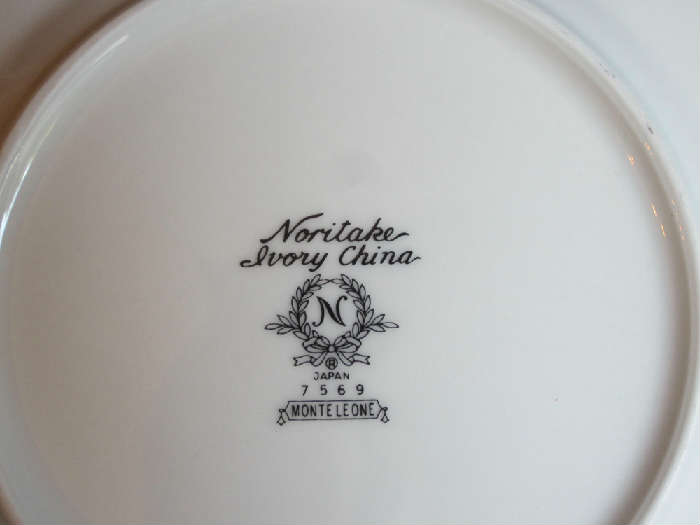 Noritake
Ivory China
N
®
JAPAN
7569
MONTELEONE